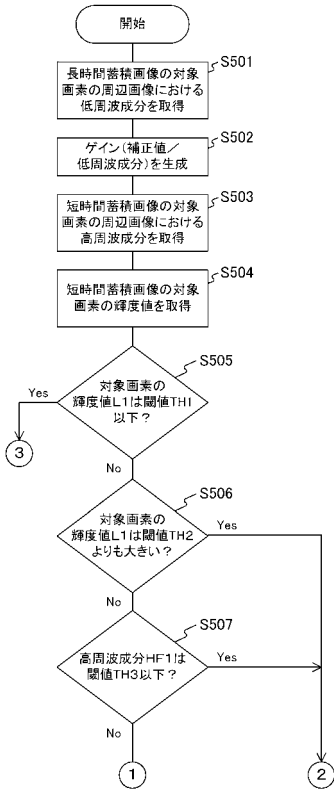 開始
S501
長時間蓄積画像の対象
画素の周辺画像における
低周波成分を取得
S502
ゲイン(補正値／
低周波成分)を生成
S503
短時間蓄積画像の対象
画素の周辺画像における
高周波成分を取得
S504
短時間蓄積画像の対象
画素の輝度値を取得
S505
対象画素の
輝度値L1は閾値TH1
以下？
Yes
3
No
S506
対象画素の
輝度値L1は閾値TH2
よりも大きい？
Yes
No
S507
高周波成分HF1は
閾値TH3以下？
Yes
No
1
2